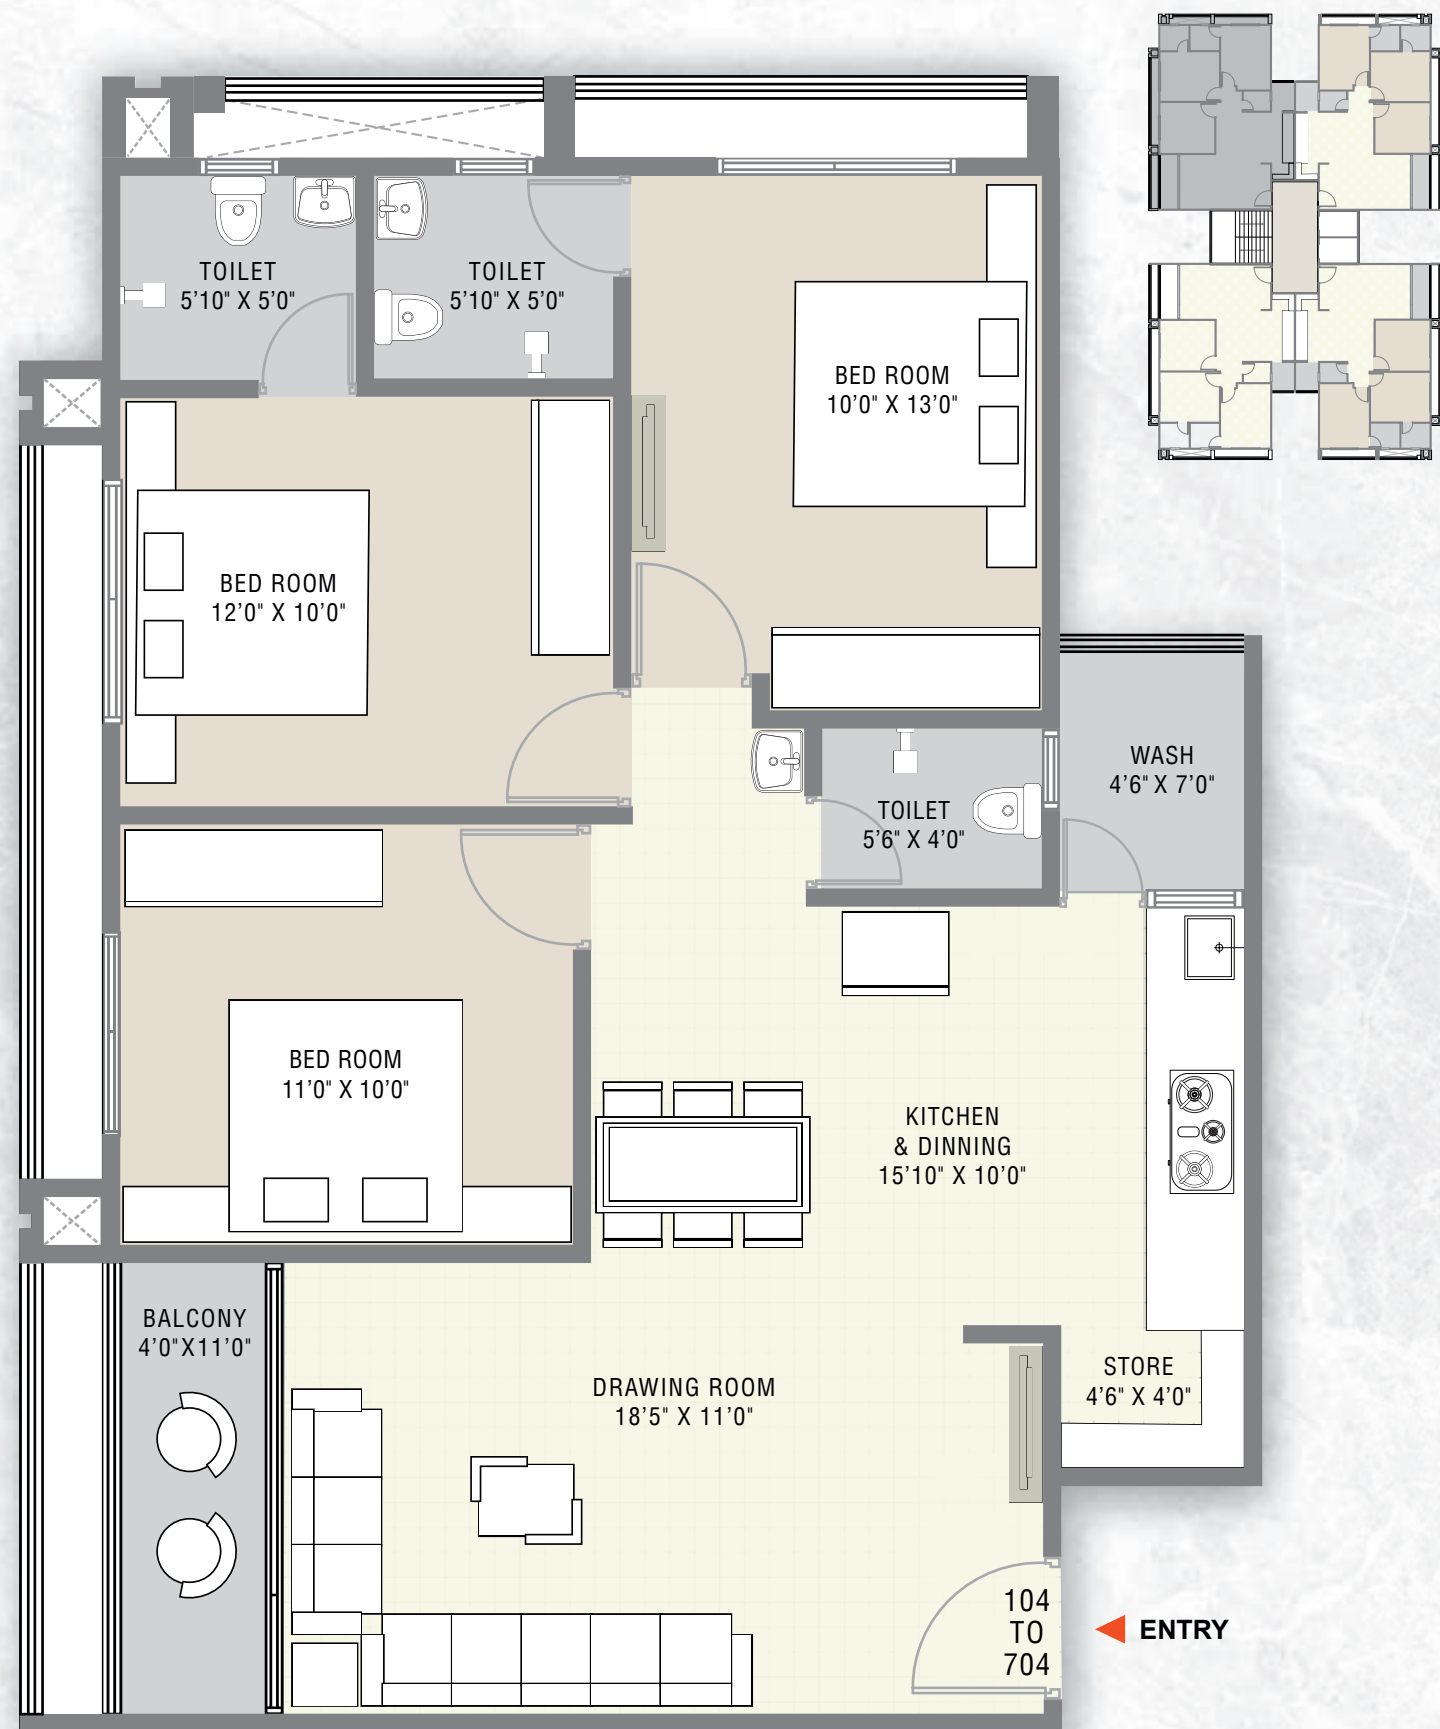 TOILET
5'10" X 5'0"
TOILET
5'10" X 5'0"
BED ROOM
10'0" X 13'0"
BED ROOM
12'0" X 10'0"
WASH
4'6" X 7'0"
TOILET
5'6" X 4'0"
BED ROOM
11'0" X 10'0"
KITCHEN
& DINNING
15'10" X 10'0"
BALCONY
4'0"X11'0"
STORE
4'6" X 4'0"
DRAWING ROOM
18'5" X 11'0"
104
TO
704
ENTRY